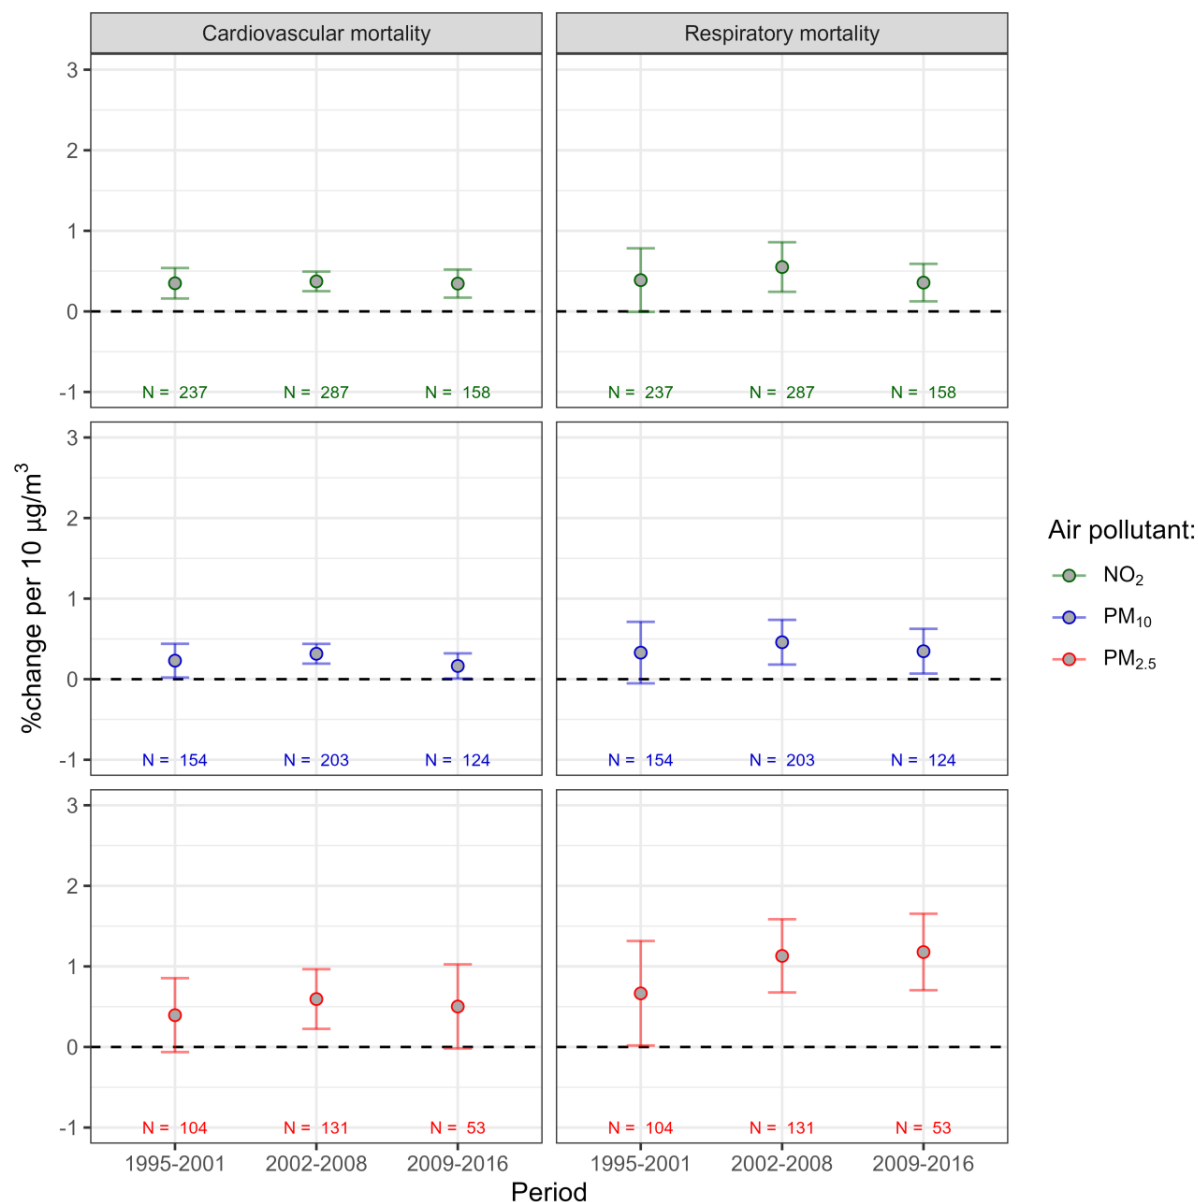 Cardiovascular mortality
Respiratory mortality
%change per 10 µg/m³
3
2
1
0
-1
N = 237
N = 287
N = 158
N = 237
N = 287
N = 158
3
2
1
0
-1
N = 154
N = 203
N = 124
N = 154
N = 203
N = 124
3
2
1
0
-1
N = 104
N = 131
N = 53
N = 104
N = 131
N = 53
1995-2001
2002-2008
2009-2016
1995-2001
2002-2008
2009-2016
Period
Air pollutant:
NO₂
PM₁₀
PM₂.₅